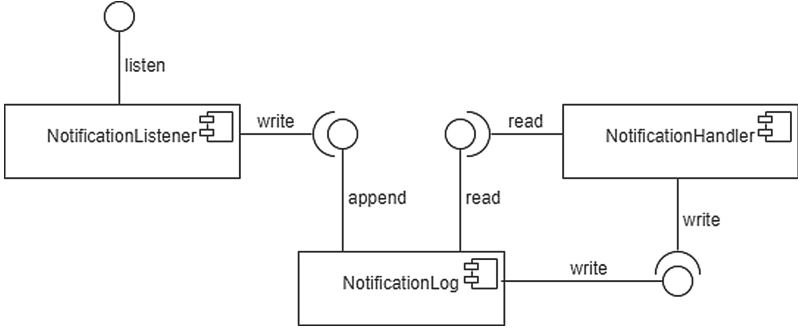 listen
NotificationListener
write
read
NotificationHandler
append
read
write
NotificationLog
write